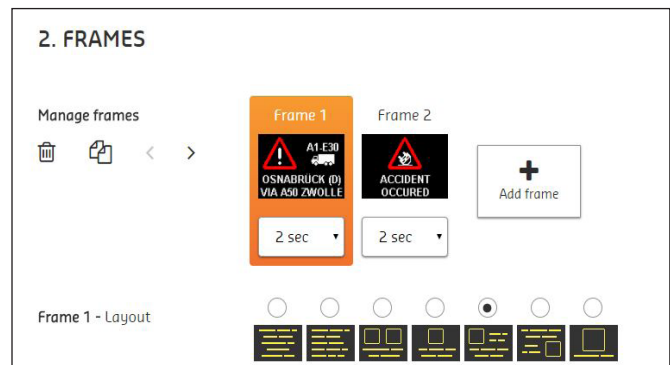 2. FRAMES
Manage frames
Frame 1
Frame 2
A1-E30
OSNABRÜCK (D)
VIA A50 ZWOLLE
ACCIDENT
OCCURED
Add frame
2 sec
2 sec
Frame 1 - Layout